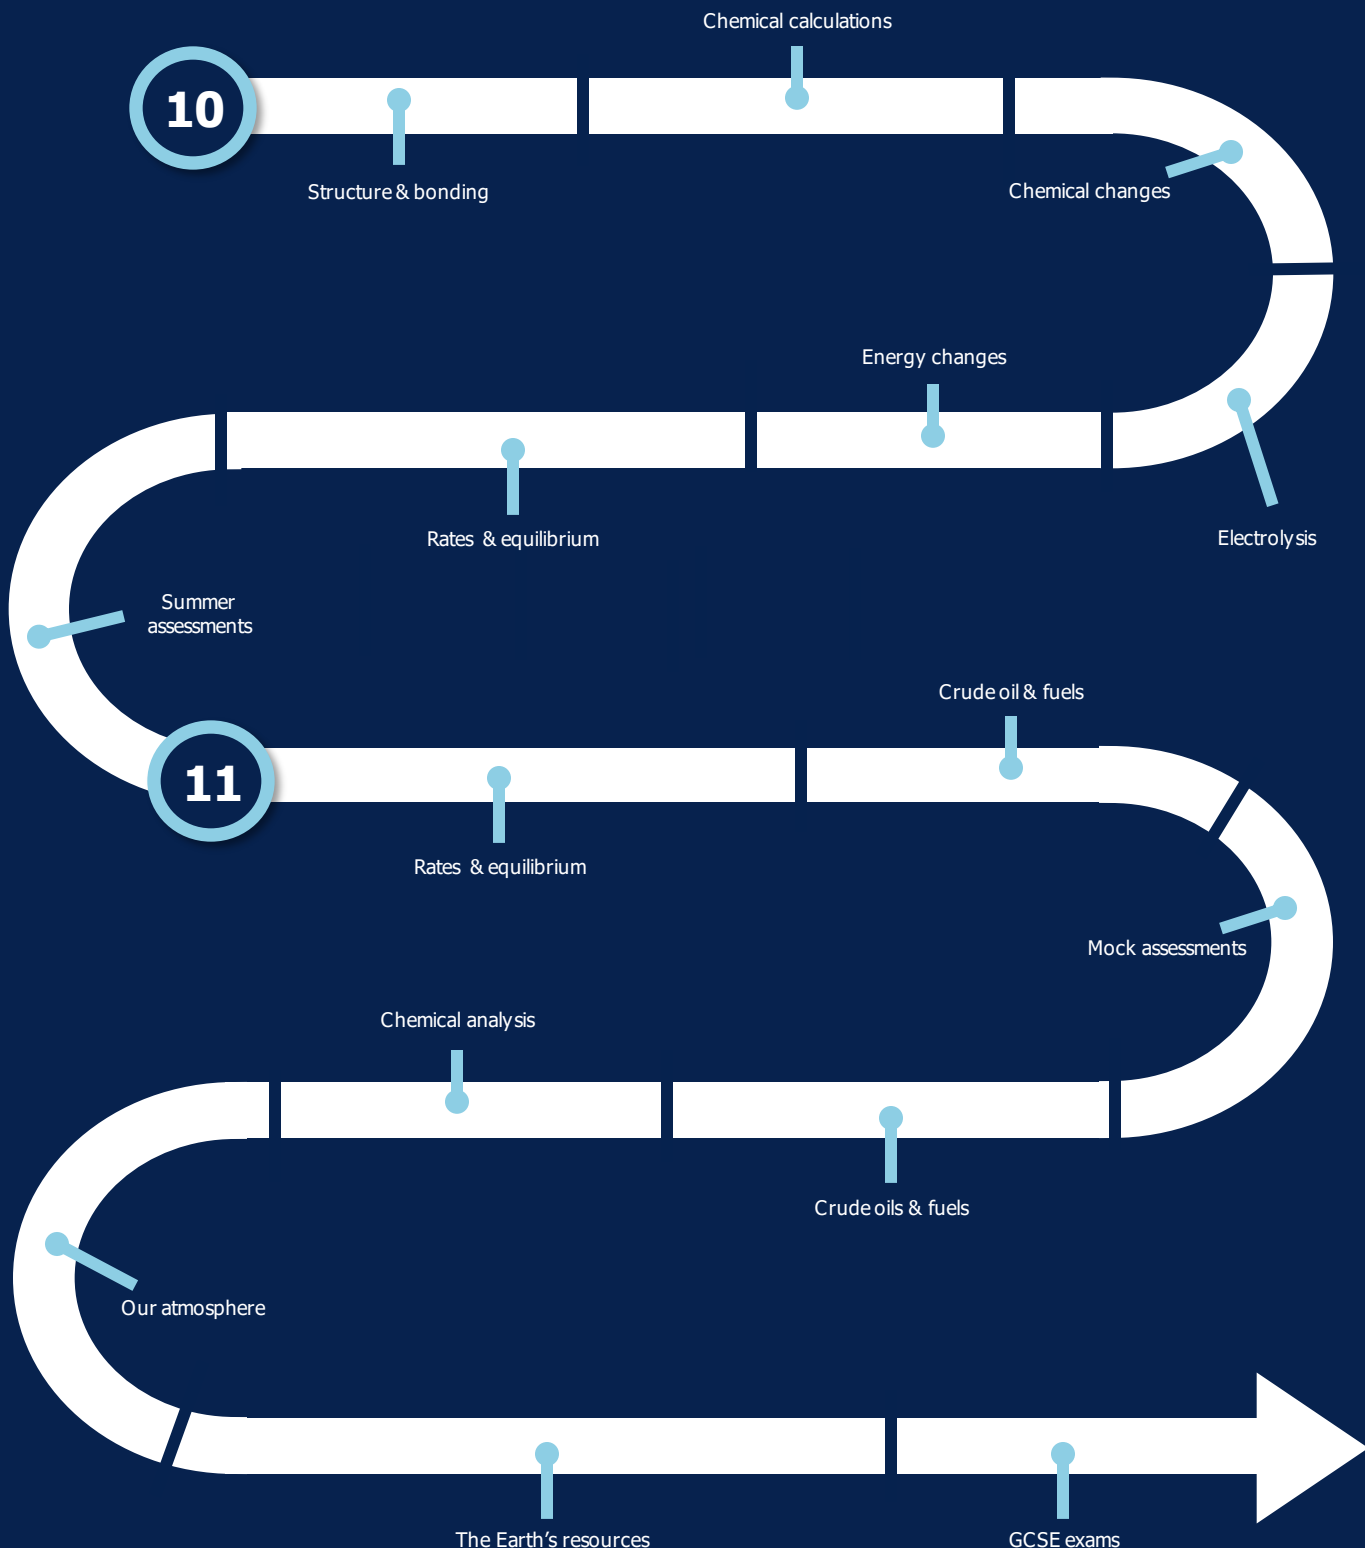 10
Structure & bonding
Chemical calculations
Chemical changes
Electrolysis
Energy changes
Rates & equilibrium
Summer
assessments
11
Rates & equilibrium
Crude oil & fuels
Mock assessments
Crude oils & fuels
Chemical analysis
Our atmosphere
The Earth’s resources
GCSE exams